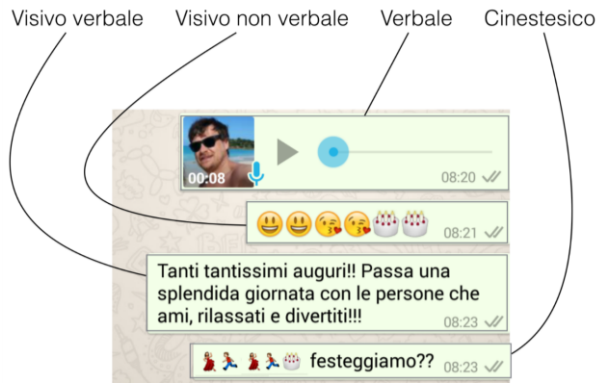 Visivo verbale Visivo non verbale Verbale Cinestesico
00:08 08:20
08:21
Tanti tantissimi auguri!! Passa una
splendida giornata con le persone che
ami, rilassati e divertiti!!!
08:23
festeggiamo?? 08:23